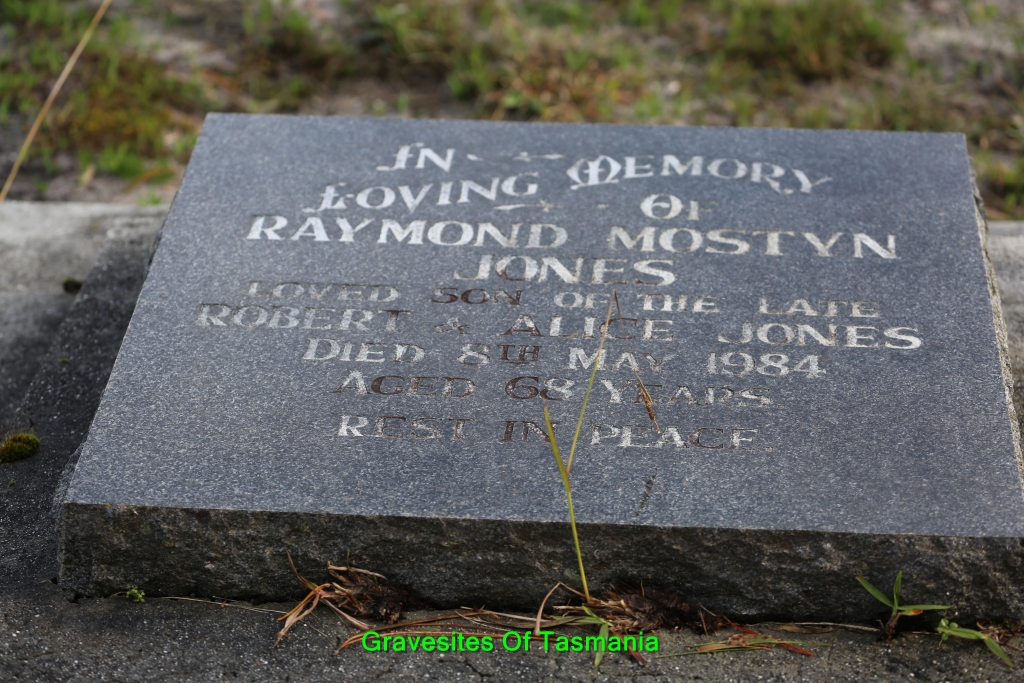 IN MEMORY
LOVING OF
RAYMOND MOSTYN
JONES
LOVED SON OF THE LATE
ROBERT & ALICE JONES
DIED 8TH MAY 1984
AGED 68 YEARS
REST IN PEACE
Gravesites Of Tasmania